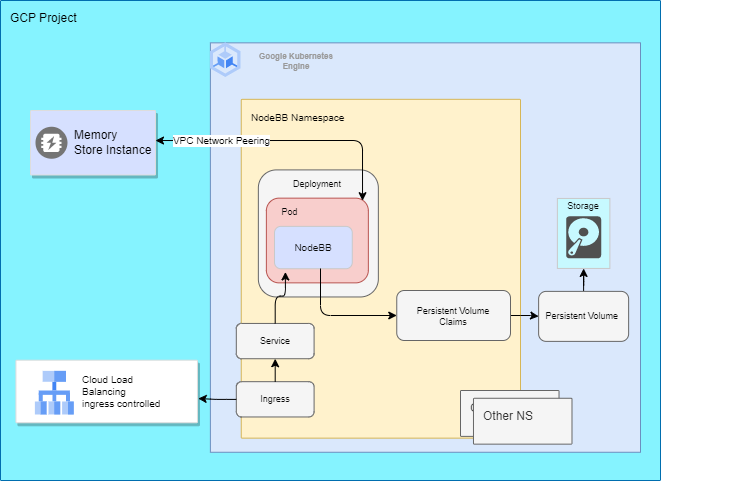 GCP Project
Google Kubernetes
Engine
NodeBB Namespace
Memory
Store Instance
VPC Network Peering
Deployment
Pod
NodeBB
Storage
Persistent Volume
Claims
Persistent Volume
Service
Cloud Load
Balancing
ingress controlled
Ingress
Other NS